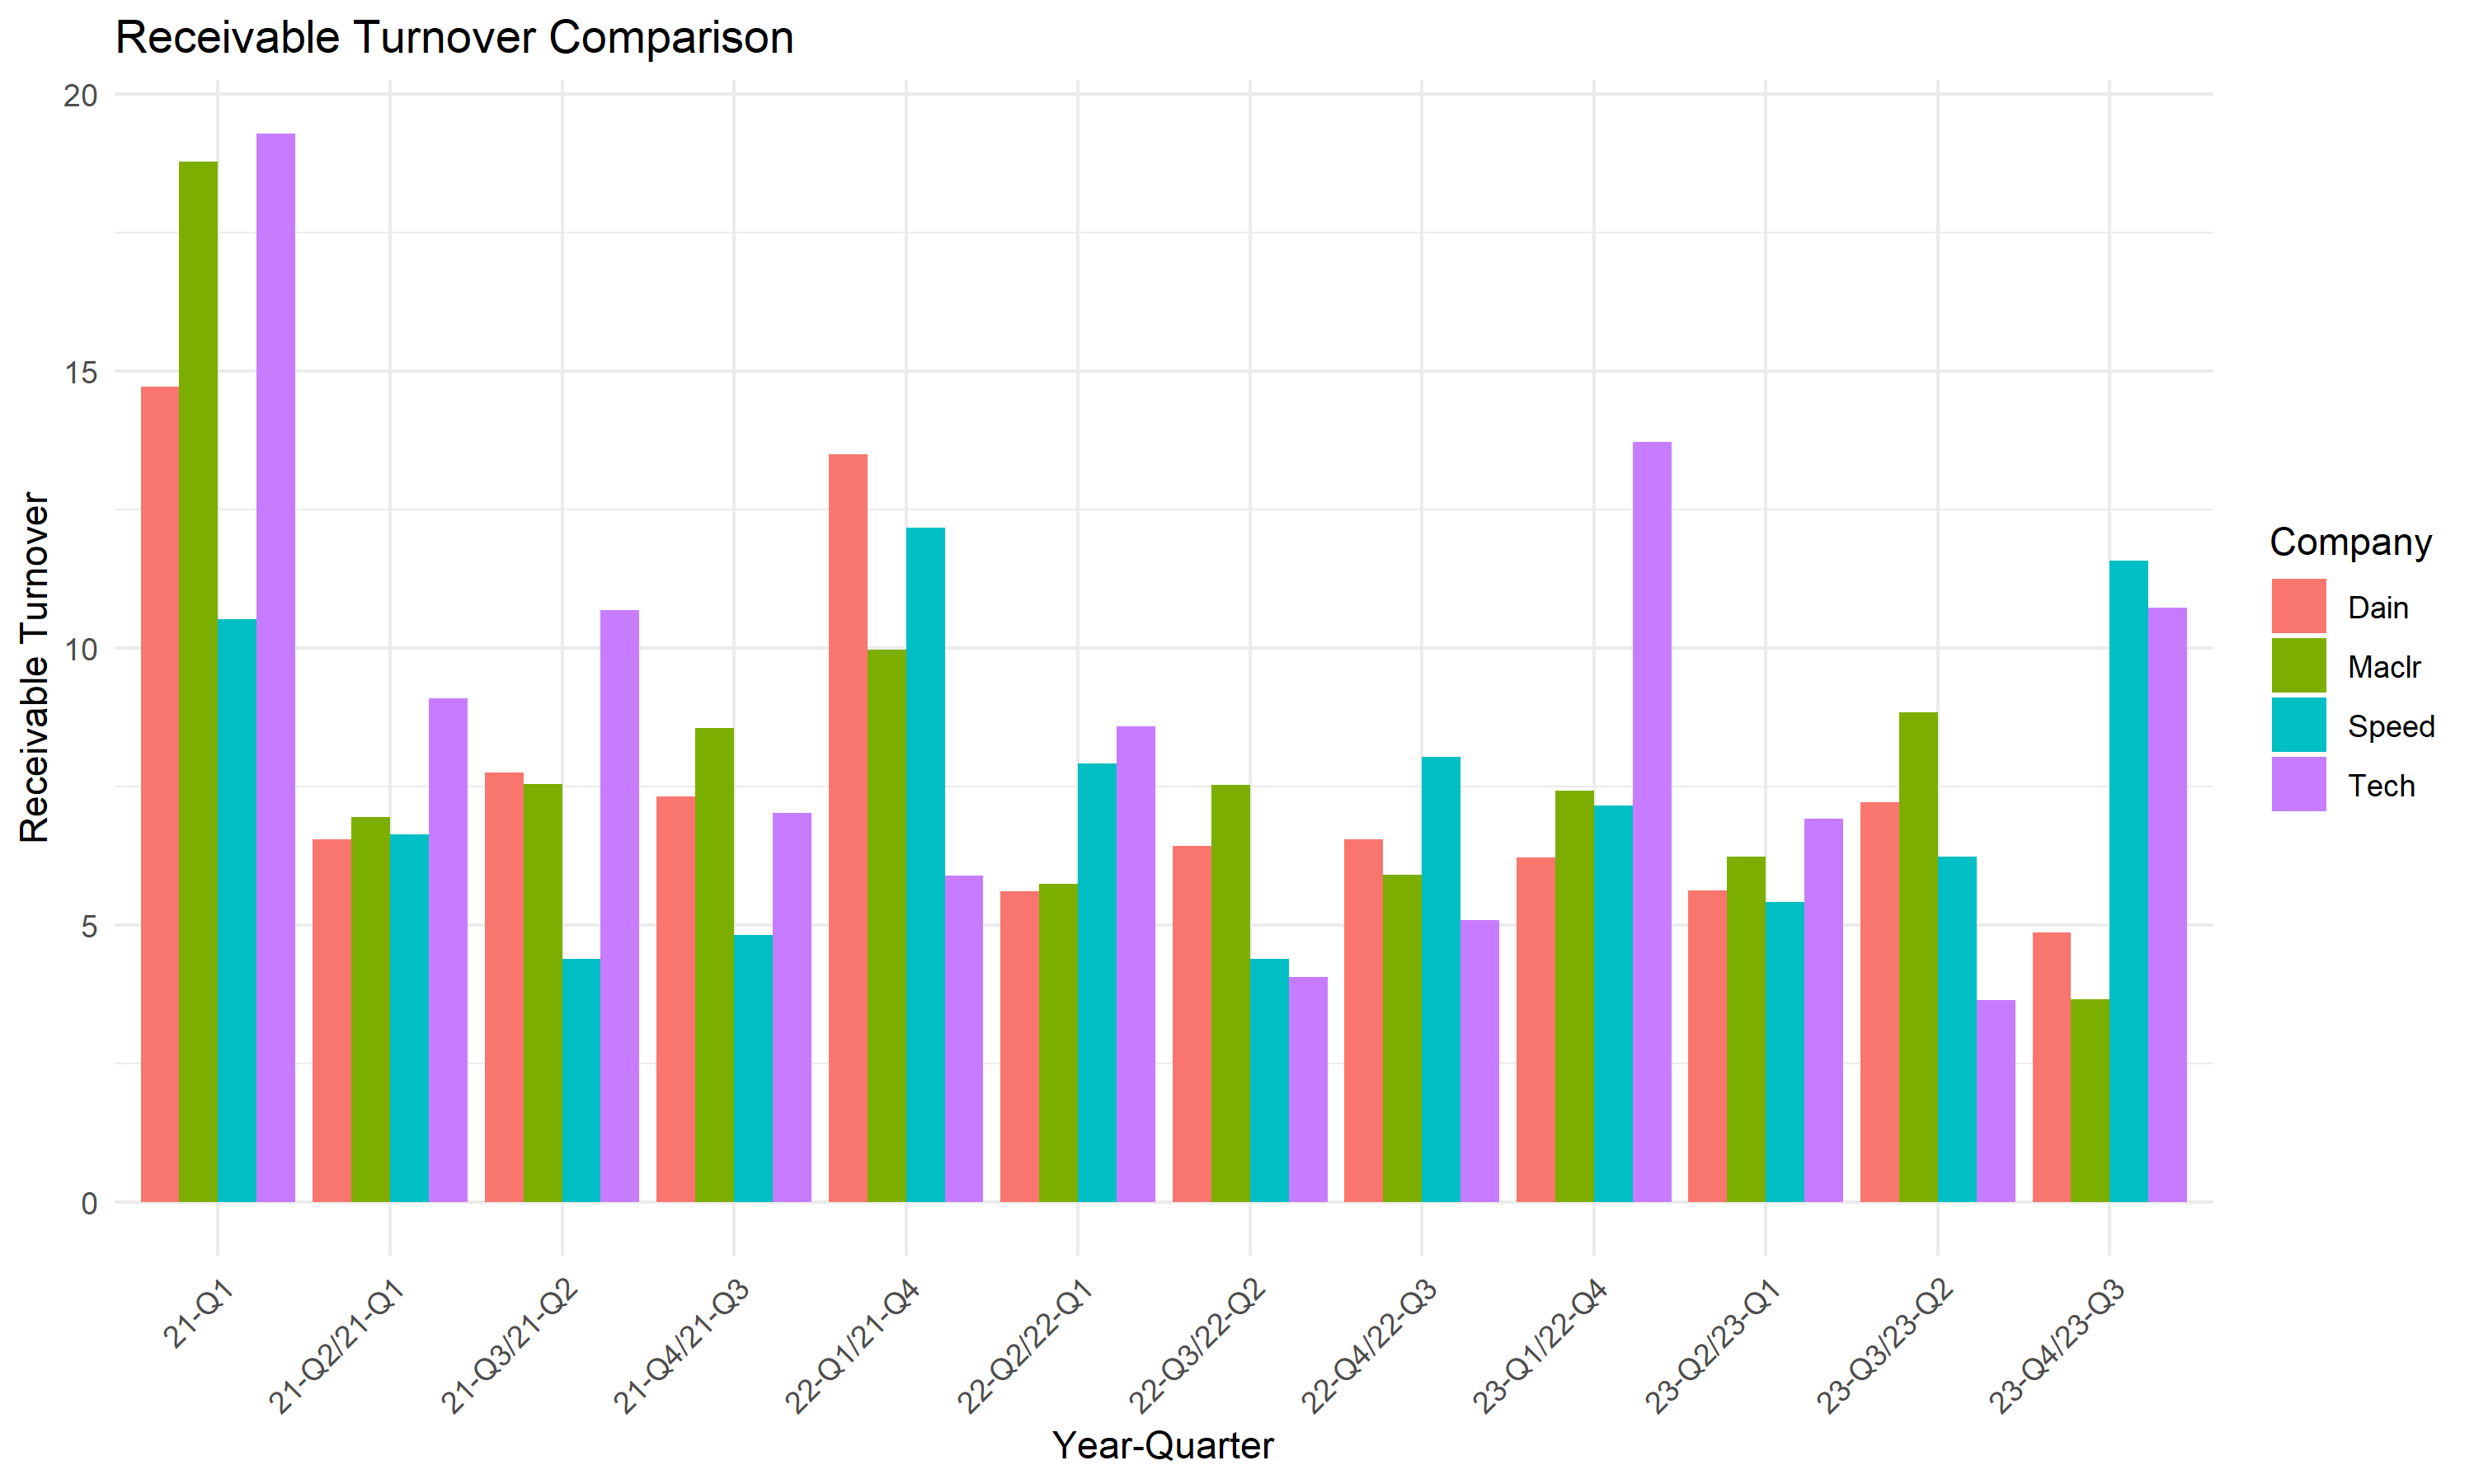 Receivable Turnover Comparison
Receivable Turnover
20
15
10
5
0
21-Q1
21-Q2/21-Q1
21-Q3/21-Q2
21-Q4/21-Q3
22-Q1/21-Q4
22-Q2/22-Q1
22-Q3/22-Q2
22-Q4/22-Q3
23-Q1/22-Q4
23-Q2/23-Q1
23-Q3/23-Q2
23-Q4/23-Q3
Year-Quarter
Company
Dain
Maclr
Speed
Tech